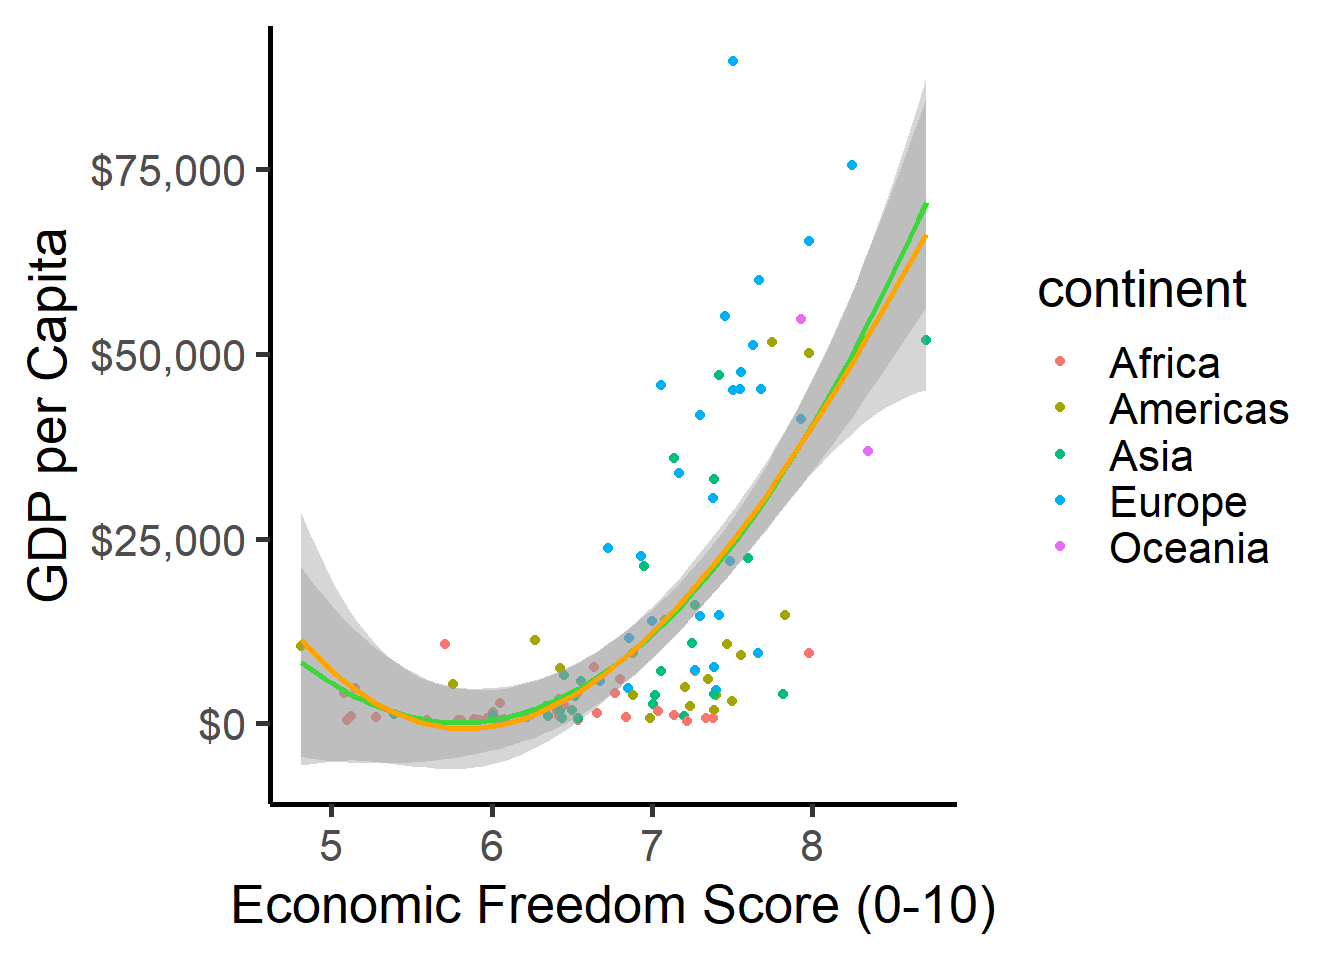 GDP per Capita
$75,000
$50,000
$25,000
$0
5 6 7 8
Economic Freedom Score (0-10)
continent
Africa
Americas
Asia
Europe
Oceania